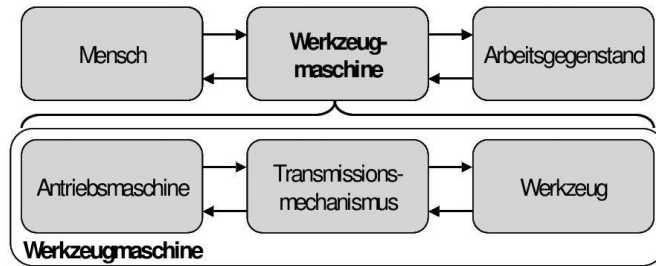 Mensch
Werkzeug-
maschine
Arbeitsgegenstand
Antriebsmaschine
Transmissions-
mechanismus
Werkzeug
Werkzeugmaschine